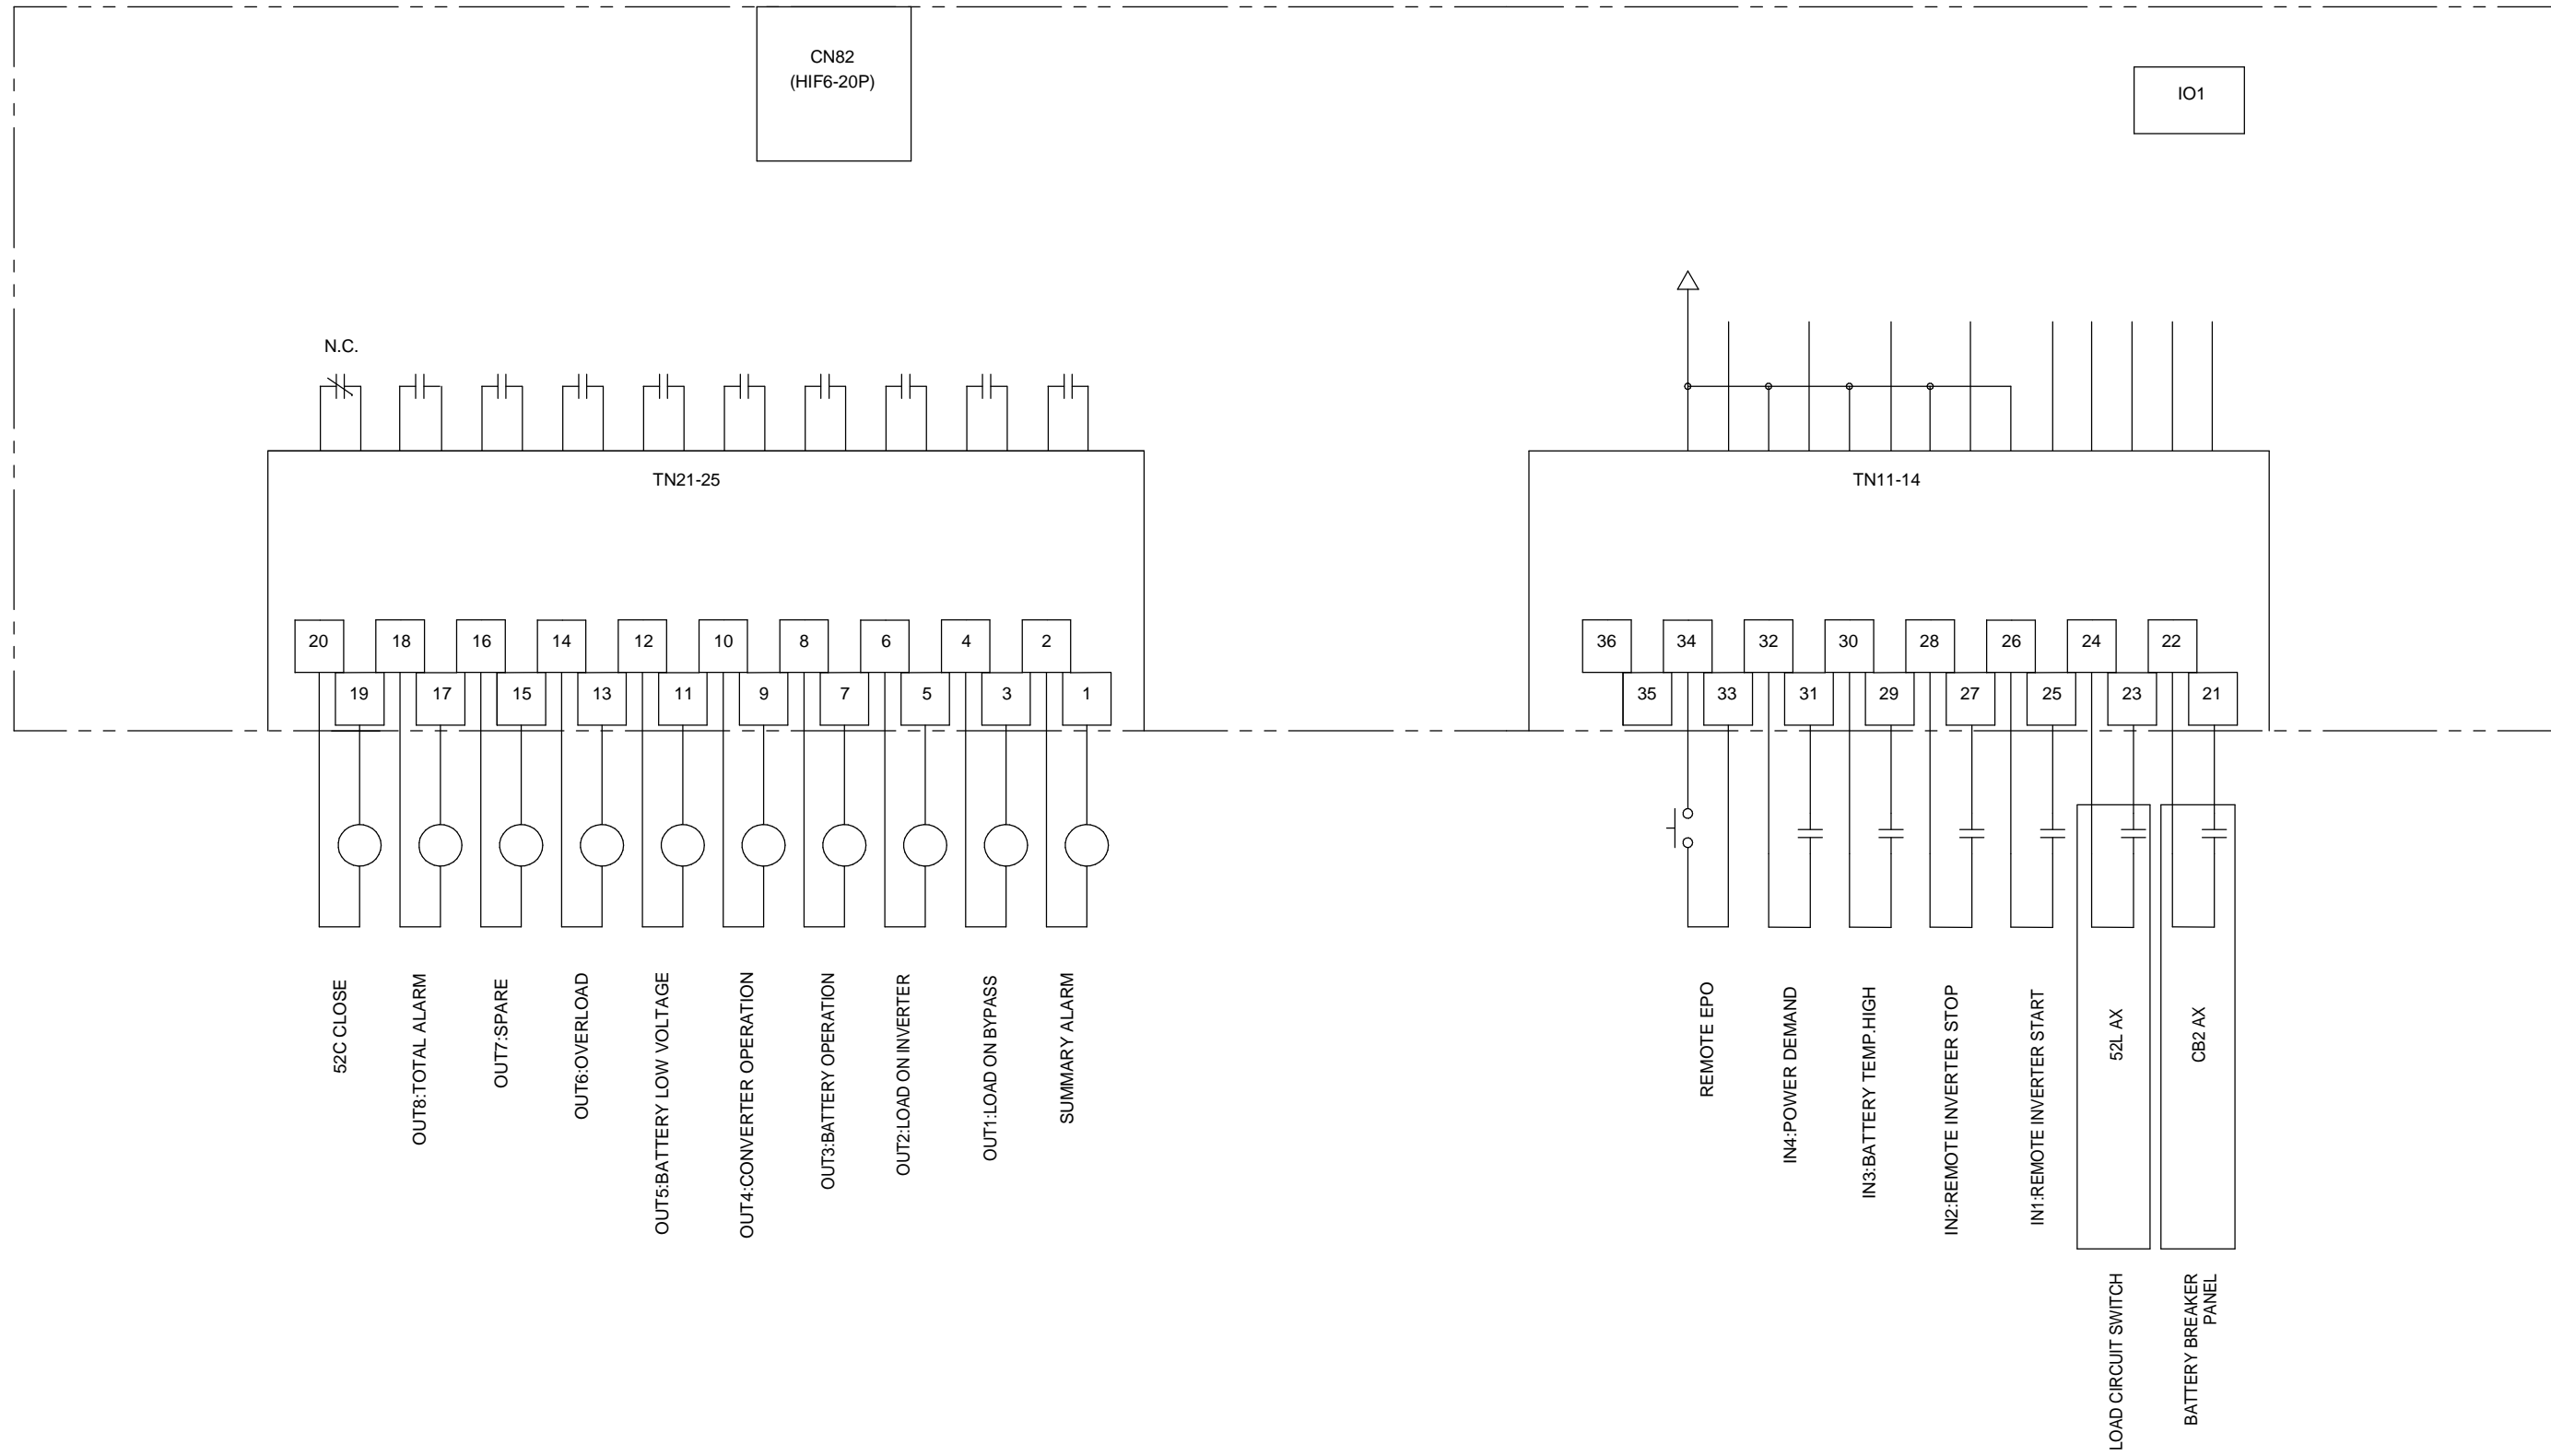 CN82
(HIF6-20P)
IO1
N.C.
TN21-25
TN11-14
20 18 16 14 12 10 8 6 4 2
19 17 15 13 11 9 7 5 3 1
36 34 32 30 28 26 24 22
35 33 31 29 27 25 23 21
52C CLOSE
OUT8:TOTAL ALARM
OUT7:SPARE
OUT6:OVERLOAD
OUT5:BATTERY LOW VOLTAGE
OUT4:CONVERTER OPERATION
OUT3:BATTERY OPERATION
OUT2:LOAD ON INVERTER
OUT1:LOAD ON BYPASS
SUMMARY ALARM
REMOTE EPO
IN4:POWER DEMAND
IN3:BATTERY TEMP.HIGH
IN2:REMOTE INVERTER STOP
IN1:REMOTE INVERTER START
52L AX
CB2 AX
LOAD CIRCUIT SWITCH
BATTERY BREAKER
PANEL